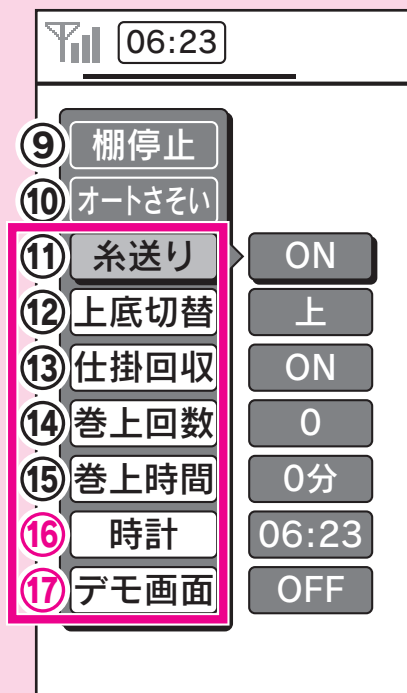 06:23
⑨ 棚停止
⑩ オートさそい
⑪ 糸送り ON
⑫ 上底切替 上
⑬ 仕掛回収 ON
⑭ 巻上回数 0
⑮ 巻上時間 0分
⑯ 時計 06:23
⑰ デモ画面 OFF